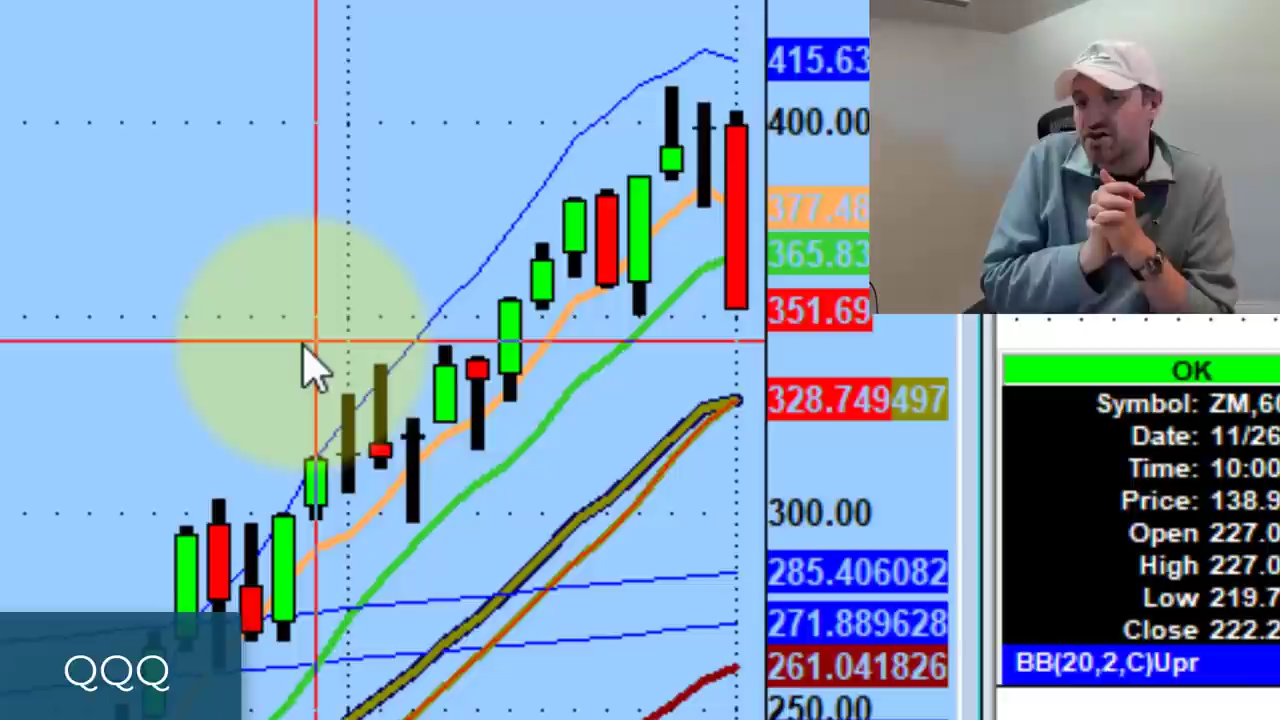 415.63
400.00
377.48
365.83
351.69
328.749497
300.00
285.406082
271.889628
261.041826
250.00
OK
Symbol: ZM,60
Date: 11/26
Time: 10:00
Price: 138.9
Open 227.0
High 227.0
Low 219.7
Close 222.2
BB(20,2,C)Upr
QQQ